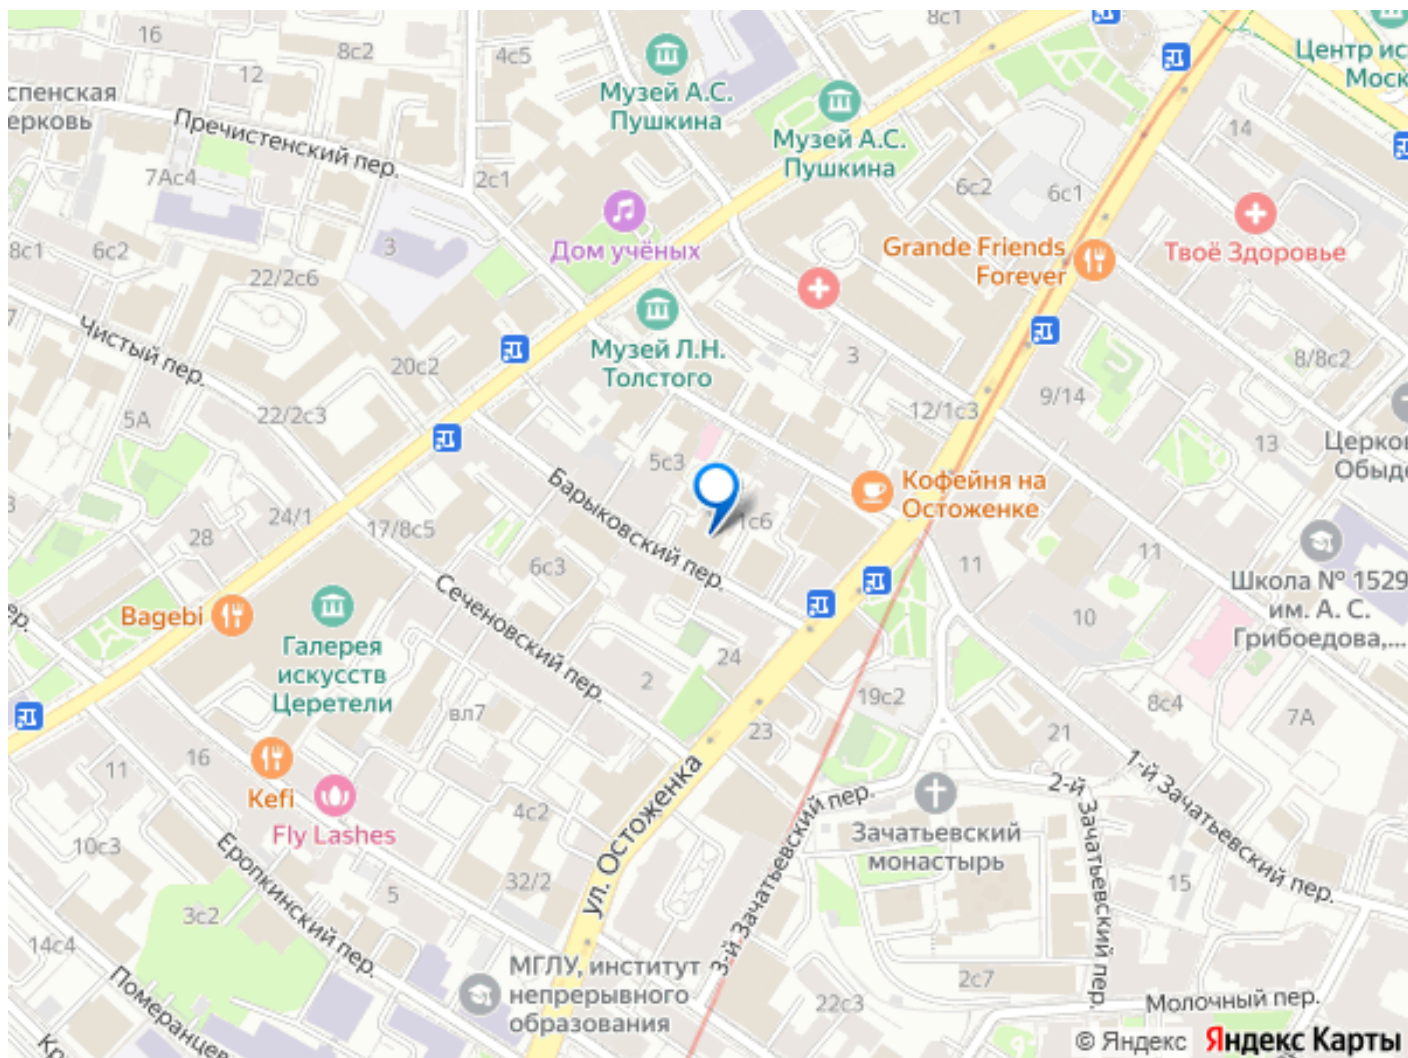 16
8с2
4с5
8с1
12
Музей А.С.
Пушкина
Центр ис
Моск
спенская
ерковь
Пречистенский пер.
Музей А.С.
Пушкина
14
7Ас4
2с1
6с2
6с1
3
Дом учёных
Grande Friends
Forever
Твоё Здоровье
8с1
6с2
22/2с6
Музей Л.Н.
Толстого
3
8/8с2
Чистый пер.
20с2
12/1с3
9/14
5А
22/2с3
13
Церков
Обыде
5с3
Барыковский пер.
1с6
Кофейня на
Остоженке
24/1
17/8с5
28
6с3
11
11
Школа № 1529
им. А. С.
Грибоедова,...
ер.
Bagebi
Галерея
искусств
Церетели
Сеченовский пер.
10
24
2
19с2
8с4
7А
вл7
23
21
16
11
Kefi
Fly Lashes
ул. Остоженка
1-й Зачатьевский пер.
2-й Зачатьевский пер.
3-й Зачатьевский пер.
Зачатьевский
монастырь
4с2
10с3
Еропкинский пер.
32/2
5
15
3с2
14с4
МГЛУ, институт
непрерывного
образования
2с7
22с3
Молочный пер.
Померанцев
Кр
© Яндекс Яндекс Карты